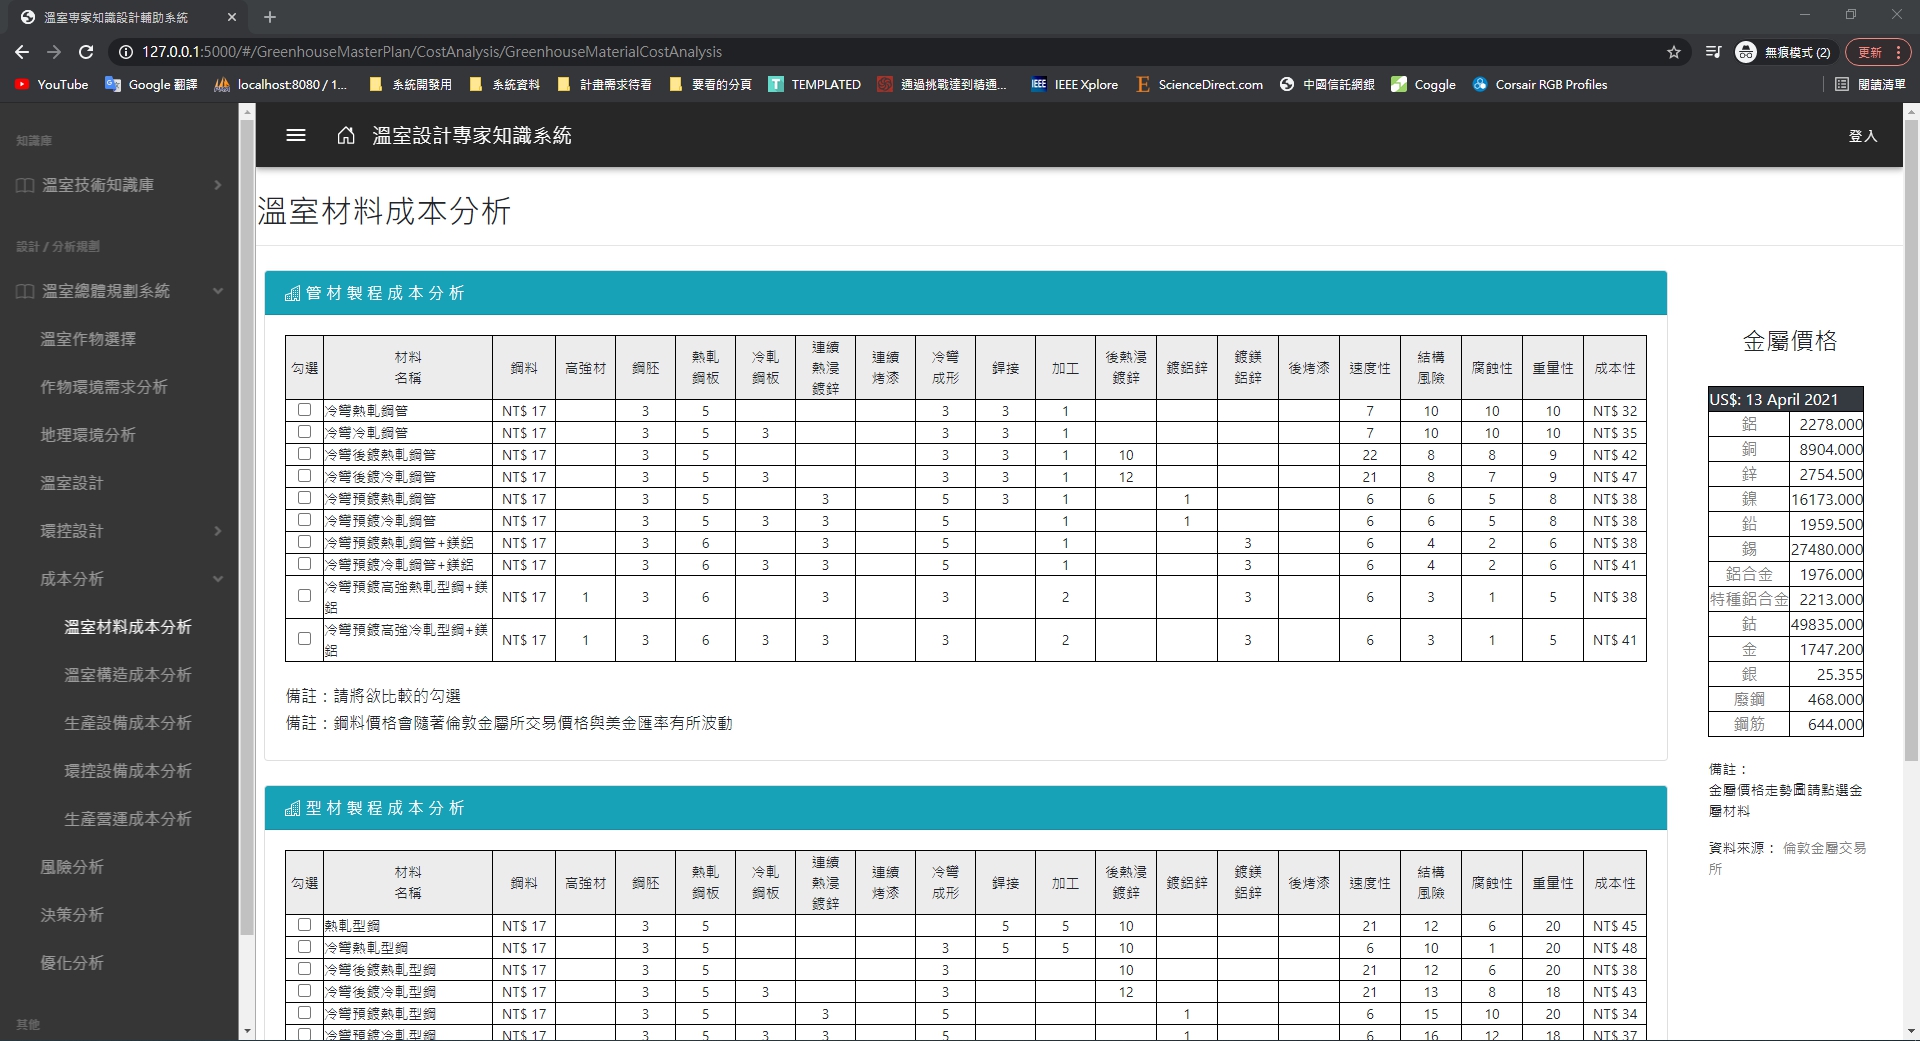 溫室專家知識設計輔助系統
127.0.0.1:5000/#/GreenhouseMasterPlan/CostAnalysis/GreenhouseMaterialCostAnalysis
無痕模式 (2)
更新
YouTube
Google 翻譯
localhost:8080 / 1...
系統開發用
系統資料
計畫需求待看
要看的分頁
TEMPLATED
通過挑戰達到精通...
IEEE Xplore
ScienceDirect.com
中國信託網銀
Coggle
Corsair RGB Profiles
閱讀清單
知識庫
溫室技術知識庫
設計 / 分析規劃
溫室總體規劃系統
溫室作物選擇
作物環境需求分析
地理環境分析
溫室設計
環控設計
成本分析
溫室材料成本分析
溫室構造成本分析
生產設備成本分析
環控設備成本分析
生產營運成本分析
風險分析
決策分析
優化分析
其他
溫室設計專家知識系統
登入
溫室材料成本分析
管材製程成本分析
勾選 材料名稱 鋼料 高強材 鋼胚 熱軋鋼板 冷軋鋼板 連續熱浸鍍鋅 連續烤漆 冷彎成形 銲接 加工 後熱浸鍍鋅 鍍鋁鋅 鍍鎂鋁鋅 後烤漆 速度性 結構風險 腐蝕性 重量性 成本性
冷彎熱軋鋼管 NT$ 17 3 5 3 3 1 7 10 10 10 NT$ 32
冷彎冷軋鋼管 NT$ 17 3 5 3 3 3 1 7 10 10 10 NT$ 35
冷彎後鍍熱軋鋼管 NT$ 17 3 5 3 3 1 10 22 8 8 9 NT$ 42
冷彎後鍍冷軋鋼管 NT$ 17 3 5 3 3 3 1 12 21 8 7 9 NT$ 47
冷彎預鍍熱軋鋼管 NT$ 17 3 5 3 5 3 1 1 6 6 5 8 NT$ 38
冷彎預鍍冷軋鋼管 NT$ 17 3 5 3 3 5 1 1 6 6 5 8 NT$ 38
冷彎預鍍熱軋鋼管+鎂鋁 NT$ 17 3 6 3 5 1 3 6 4 2 6 NT$ 38
冷彎預鍍冷軋鋼管+鎂鋁 NT$ 17 3 6 3 3 5 1 3 6 4 2 6 NT$ 41
冷彎預鍍高強熱軋型鋼+鎂鋁 NT$ 17 1 3 6 3 3 2 3 6 3 1 5 NT$ 38
冷彎預鍍高強冷軋型鋼+鎂鋁 NT$ 17 1 3 6 3 3 3 2 3 6 3 1 5 NT$ 41
備註：請將欲比較的勾選
備註：鋼料價格會隨著倫敦金屬所交易價格與美金匯率有所波動
型材製程成本分析
勾選 材料名稱 鋼料 高強材 鋼胚 熱軋鋼板 冷軋鋼板 連續熱浸鍍鋅 連續烤漆 冷彎成形 銲接 加工 後熱浸鍍鋅 鍍鋁鋅 鍍鎂鋁鋅 後烤漆 速度性 結構風險 腐蝕性 重量性 成本性
熱軋型鋼 NT$ 17 3 5 5 5 10 21 12 6 20 NT$ 45
冷彎熱軋型鋼 NT$ 17 3 5 3 5 5 10 6 10 1 20 NT$ 48
冷彎後鍍熱軋型鋼 NT$ 17 3 5 3 10 21 12 6 20 NT$ 38
冷彎後鍍冷軋型鋼 NT$ 17 3 5 3 3 12 21 13 8 18 NT$ 43
冷彎預鍍熱軋型鋼 NT$ 17 3 5 3 5 1 6 15 10 20 NT$ 34
冷彎預鍍冷軋型鋼 NT$ 17 3 5 3 3 5 1 6 16 12 18 NT$ 37
金屬價格
US$: 13 April 2021
鋁 2278.000
銅 8904.000
鋅 2754.500
鎳 16173.000
鉛 1959.500
錫 27480.000
鋁合金 1976.000
特種鋁合金 2213.000
鈷 49835.000
金 1747.200
銀 25.355
廢鋼 468.000
鋼筋 644.000
備註：
金屬價格走勢圖請點選金
屬材料
資料來源： 倫敦金屬交易
所